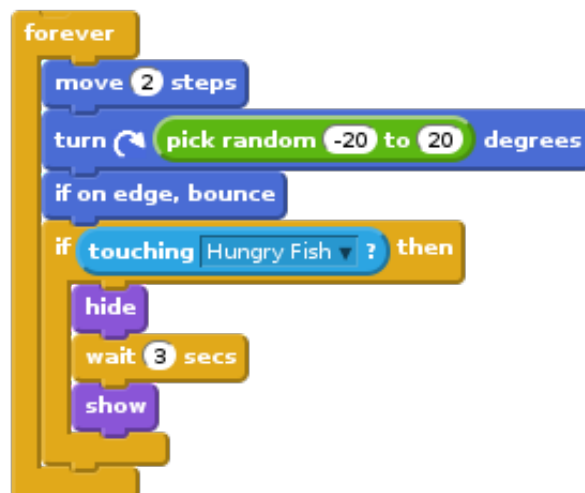 forever
move 2 steps
turn pick random -20 to 20 degrees
if on edge, bounce
if touching Hungry Fish ? then
hide
wait 3 secs
show